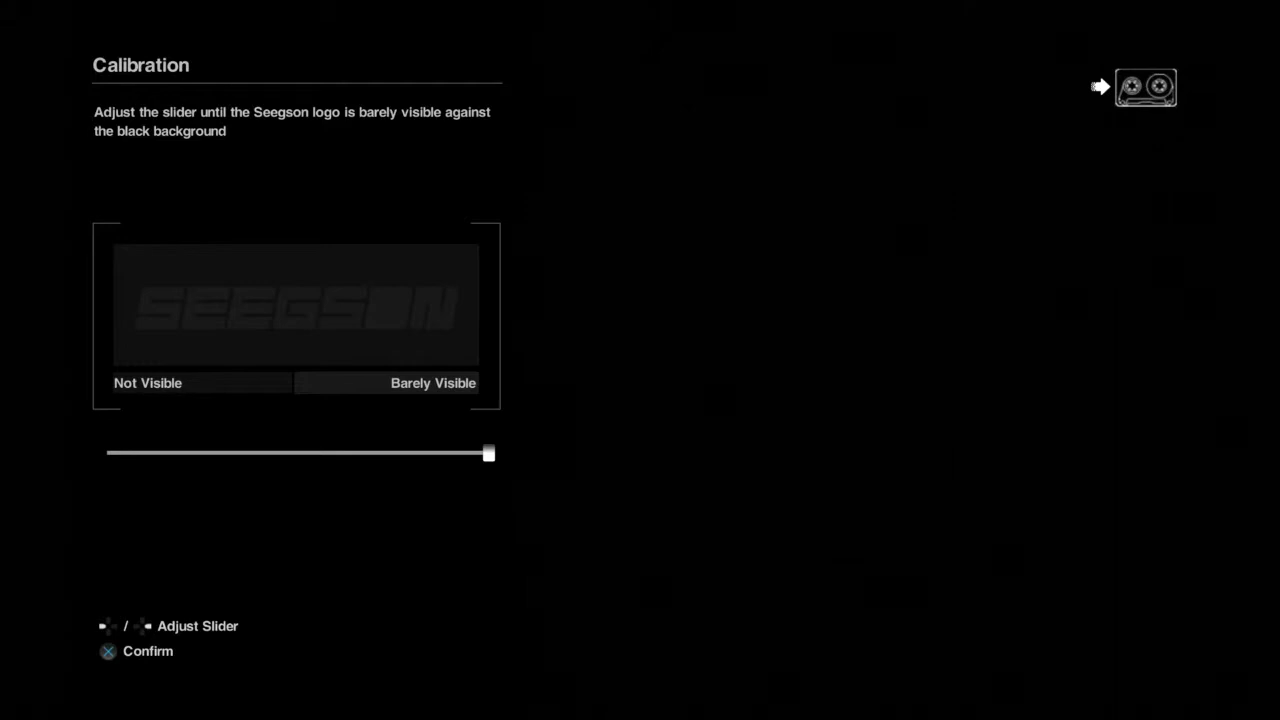 Calibration
Adjust the slider until the Seegson logo is barely visible against
the black background
SEEGSON
Not Visible
Barely Visible
/ Adjust Slider
Confirm